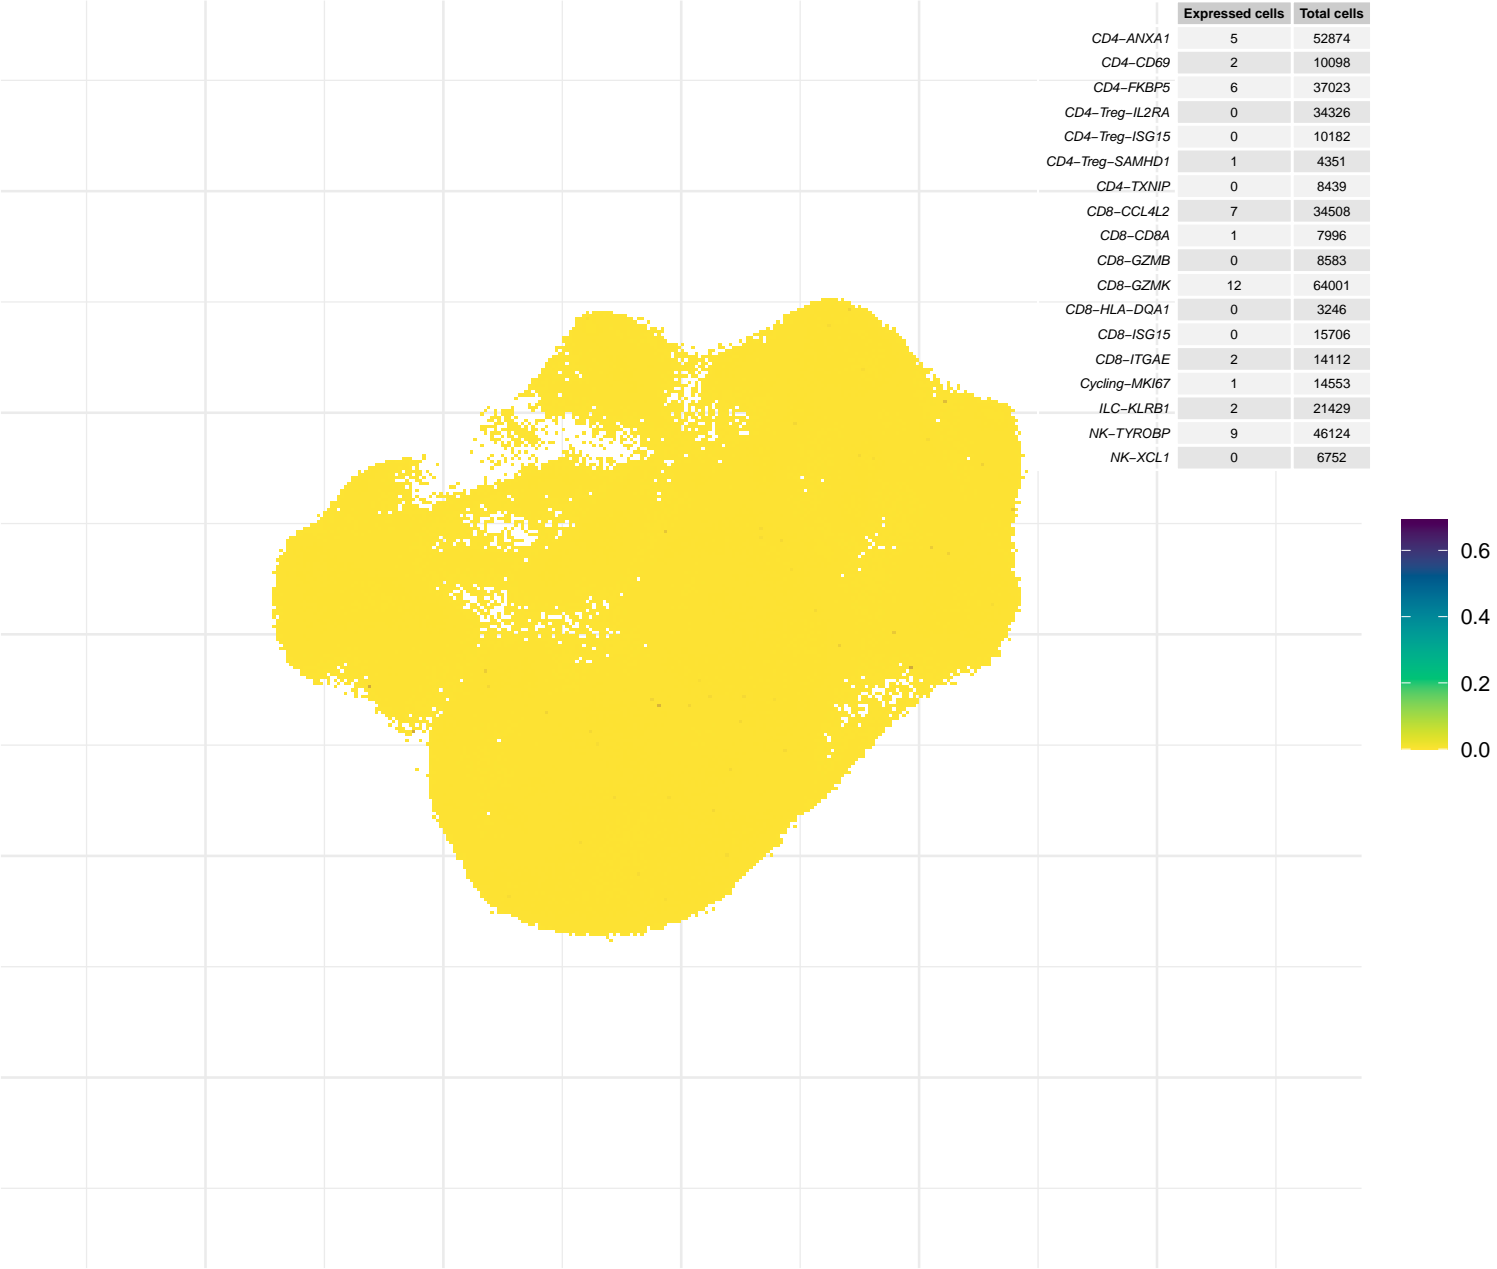 Expressed cells Total cells
CD4−ANXA1 5 52874
CD4−CD69 2 10098
CD4−FKBP5 6 37023
CD4−Treg−IL2RA 0 34326
CD4−Treg−ISG15 0 10182
CD4−Treg−SAMHD1 1 4351
CD4−TXNIP 0 8439
CD8−CCL4L2 7 34508
CD8−CD8A 1 7996
CD8−GZMB 0 8583
CD8−GZMK 12 64001
CD8−HLA−DQA1 0 3246
CD8−ISG15 0 15706
CD8−ITGAE 2 14112
Cycling−MKI67 1 14553
ILC−KLRB1 2 21429
NK−TYROBP 9 46124
NK−XCL1 0 6752
0.6
0.4
0.2
0.0